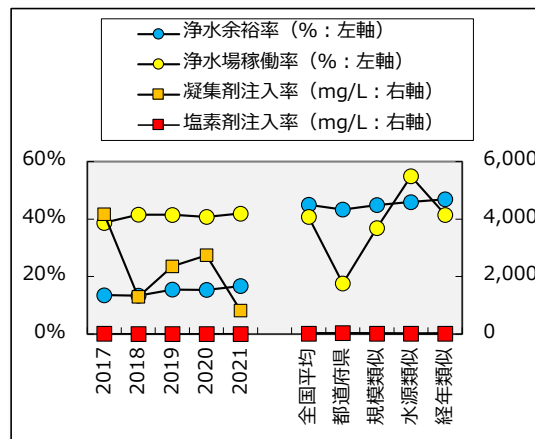 浄水余裕率（%：左軸）
浄水場稼働率（%：左軸）
凝集剤注入率（mg/L：右軸）
塩素剤注入率（mg/L：右軸）
60%
40%
20%
0%
6,000
4,000
2,000
0
2017
2018
2019
2020
2021
全国平均
都道府県
規模類似
水源類似
経年類似